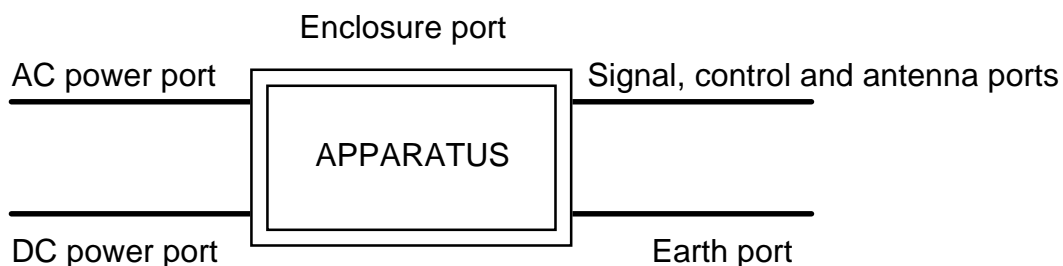 Enclosure port
AC power port
Signal, control and antenna ports
APPARATUS
DC power port
Earth port